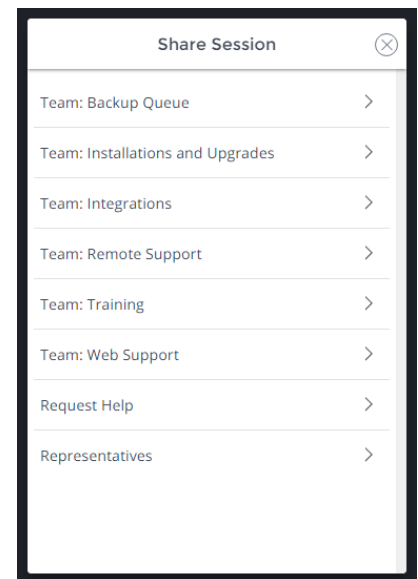 Share Session
Team: Backup Queue
Team: Installations and Upgrades
Team: Integrations
Team: Remote Support
Team: Training
Team: Web Support
Request Help
Representatives